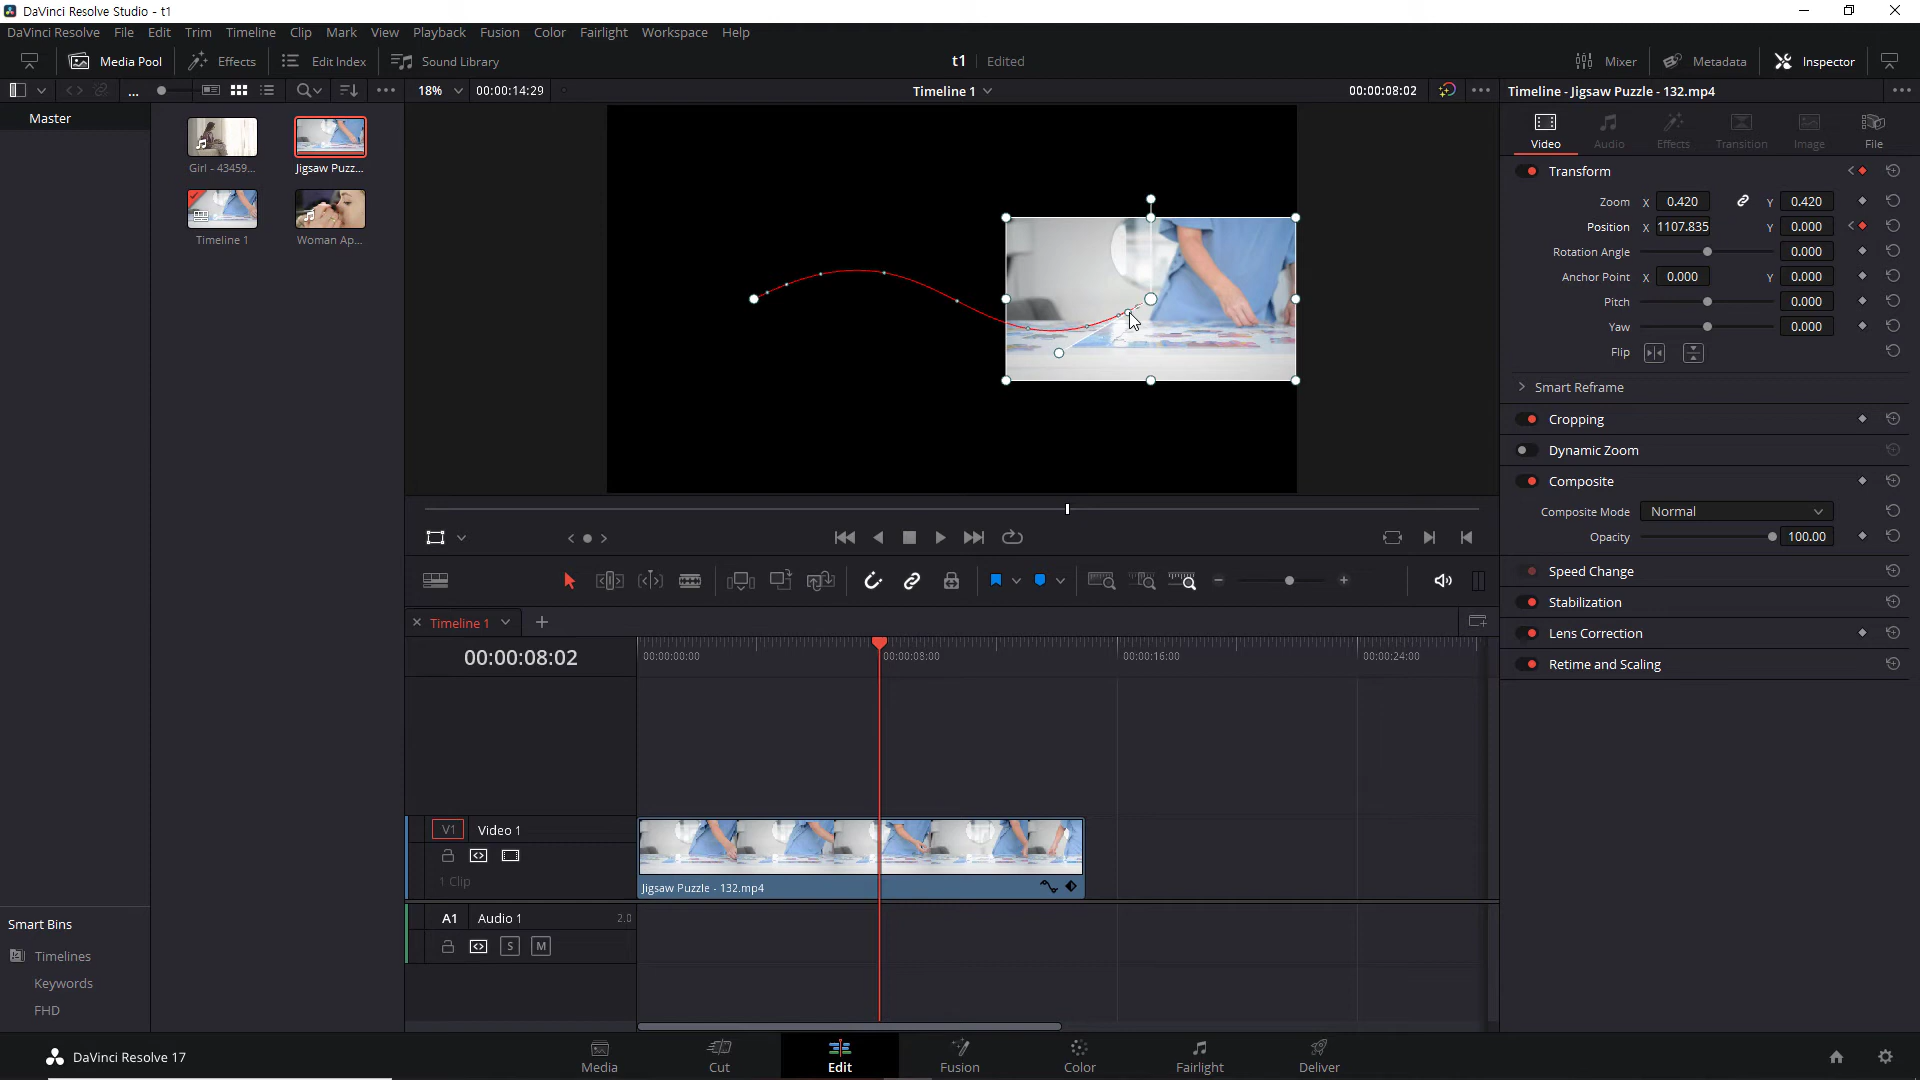 DaVinci Resolve Studio - t1
DaVinci Resolve File Edit Trim Timeline Clip Mark View Playback Fusion Color Fairlight Workspace Help
Media Pool Effects Edit Index Sound Library t1 Edited Mixer Metadata Inspector
... 18% 00:00:14:29 Timeline 1 00:00:08:02 Timeline - Jigsaw Puzzle - 132.mp4
Master
Girl - 43459... Jigsaw Puzz...
Timeline 1 Woman Ap...
Video Audio Effects Transition Image File
Transform
Zoom X 0.420 Y 0.420
Position X 1107.835 Y 0.000
Rotation Angle 0.000
Anchor Point X 0.000 Y 0.000
Pitch 0.000
Yaw 0.000
Flip
Smart Reframe
Cropping
Dynamic Zoom
Composite
Composite Mode Normal
Opacity 100.00
Speed Change
Stabilization
Lens Correction
Retime and Scaling
Timeline 1
00:00:08:02 00:00:00:00 00:00:08:00 00:00:16:00 00:00:24:00
V1 Video 1
1 Clip
Jigsaw Puzzle - 132.mp4
A1 Audio 1 2.0
S M
Smart Bins
Timelines
Keywords
FHD
DaVinci Resolve 17
Media Cut Edit Fusion Color Fairlight Deliver